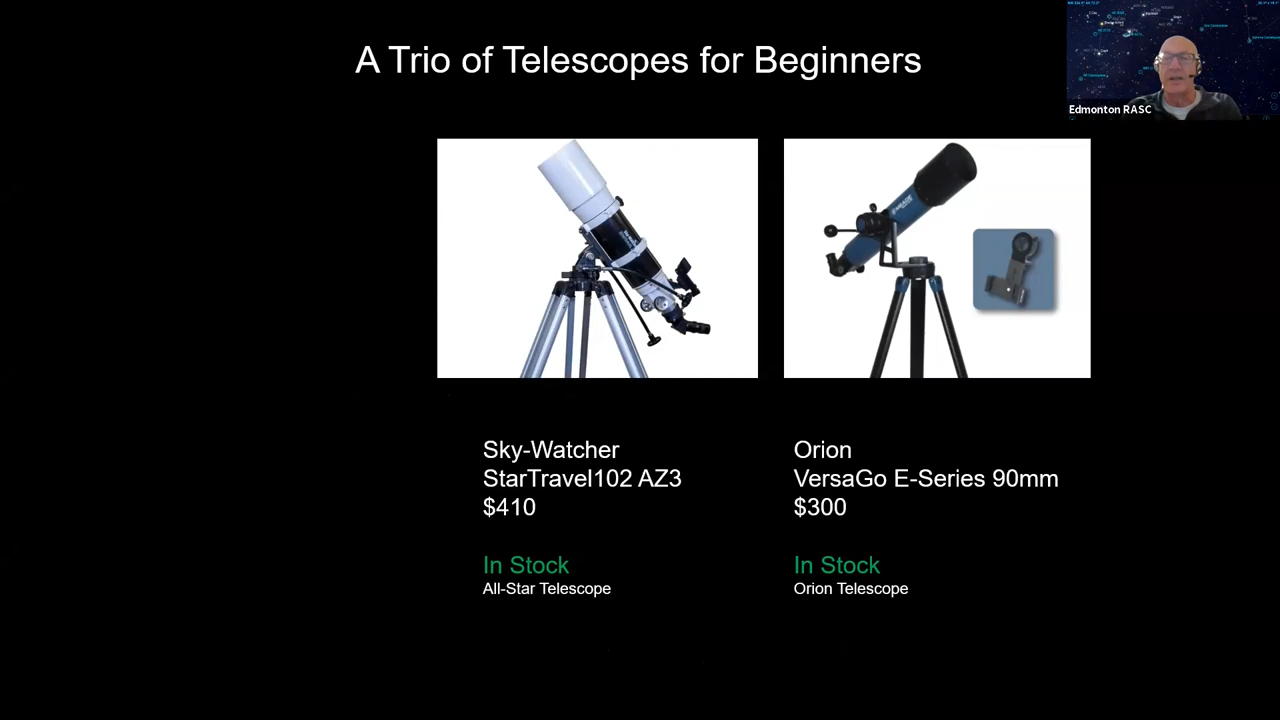 A Trio of Telescopes for Beginners
Edmonton RASC
MEADE
Sky-Watcher
StarTravel102 AZ3
$410
In Stock
All-Star Telescope
Orion
VersaGo E-Series 90mm
$300
In Stock
Orion Telescope